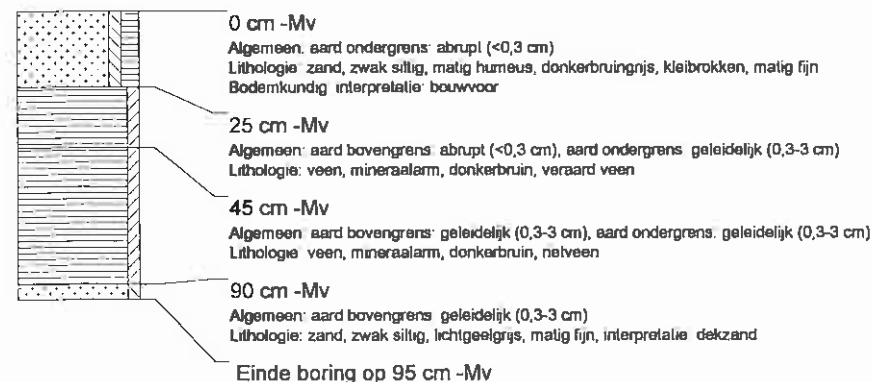 0 cm -Mv
Algemeen: aard ondergrens: abrupt (<0,3 cm)
Lithologie: zand, zwak siltig, matig humeus, donkerbruingrijs, kleibrokken, matig fijn
Bodemkundig interpretatie: bouwvoor
25 cm -Mv
Algemeen: aard bovengrens: abrupt (<0,3 cm), aard ondergrens: geleidelijk (0,3-3 cm)
Lithologie: veen, mineraalarm, donkerbruin, veraard veen
45 cm -Mv
Algemeen: aard bovengrens: geleidelijk (0,3-3 cm), aard ondergrens: geleidelijk (0,3-3 cm)
Lithologie: veen, mineraalarm, donkerbruin, netveen
90 cm -Mv
Algemeen: aard bovengrens: geleidelijk (0,3-3 cm)
Lithologie: zand, zwak siltig, lichtgeelgrijs, matig fijn, interpretatie: dekzand
Einde boring op 95 cm -Mv